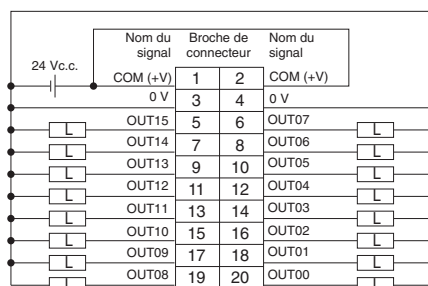 Nom du signal Broche de connecteur Nom du signal
24 Vc.c.
COM (+V) 1 2 COM (+V)
0 V 3 4 0 V
L OUT15 5 6 OUT07 L
L OUT14 7 8 OUT06 L
L OUT13 9 10 OUT05 L
L OUT12 11 12 OUT04 L
L OUT11 13 14 OUT03 L
L OUT10 15 16 OUT02 L
L OUT09 17 18 OUT01 L
L OUT08 19 20 OUT00 L